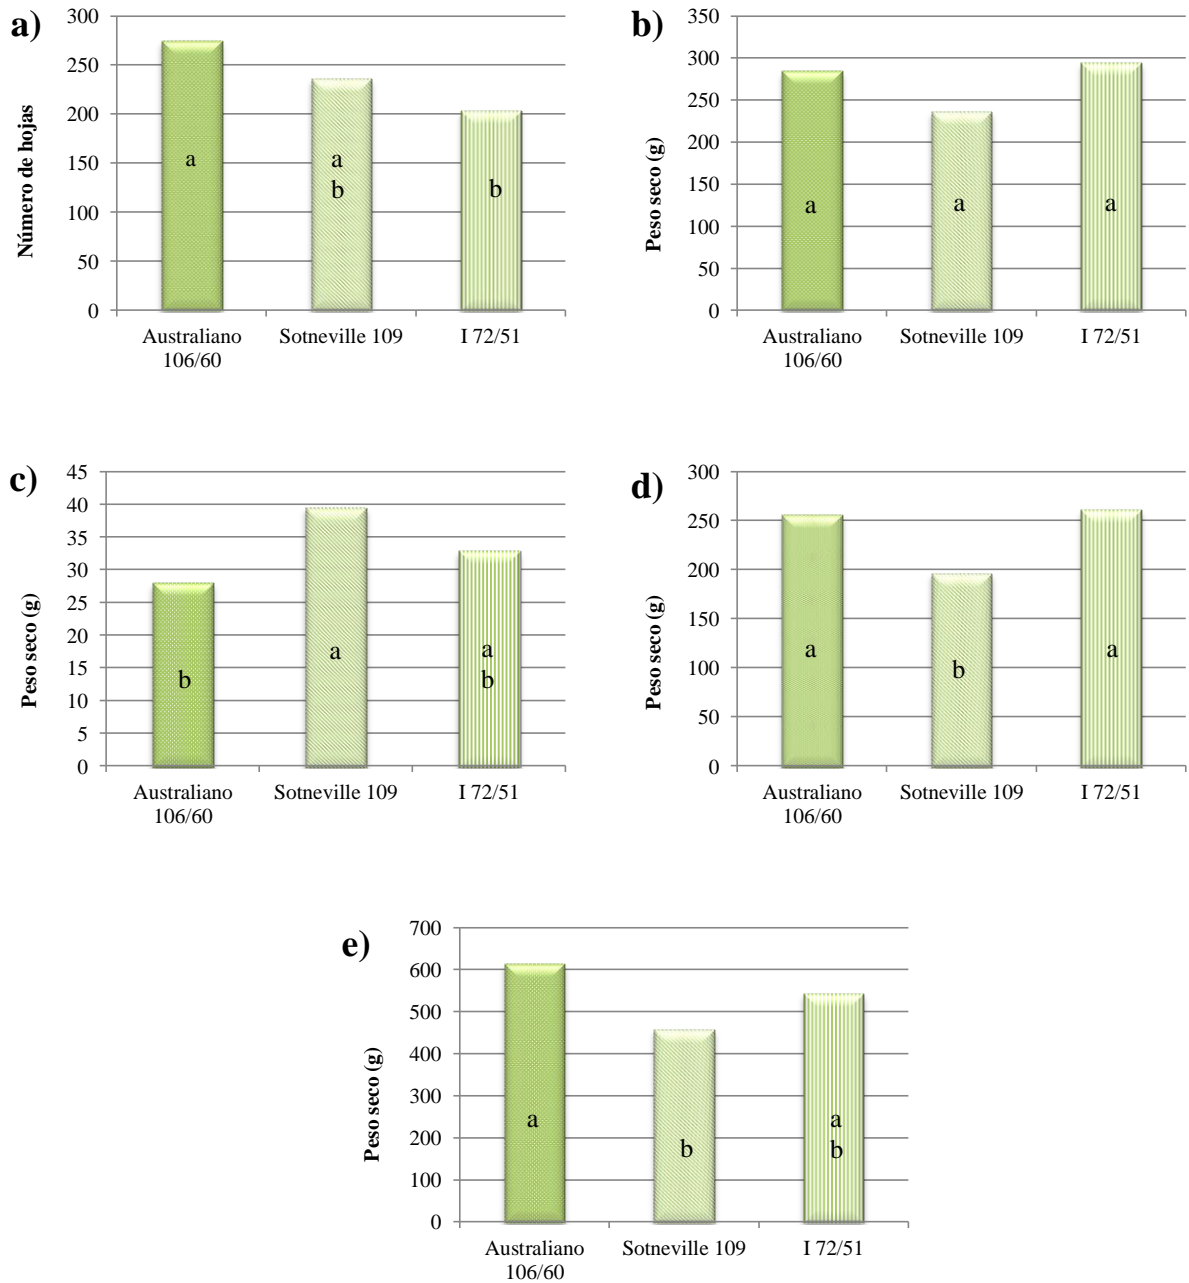 a)
300
250
200
150
100
50
0
Número de hojas
a
a
b
b
Australiano
106/60
Sotneville 109
I 72/51
b)
350
300
250
200
150
100
50
0
Peso seco (g)
a
a
a
Australiano
106/60
Sotneville 109
I 72/51
c)
45
40
35
30
25
20
15
10
5
0
Peso seco (g)
b
a
a
b
Australiano
106/60
Sotneville 109
I 72/51
d)
300
250
200
150
100
50
0
Peso seco (g)
a
b
a
Australiano
106/60
Sotneville 109
I 72/51
e)
700
600
500
400
300
200
100
0
Peso seco (g)
a
b
a
b
Australiano
106/60
Sotneville 109
I 72/51